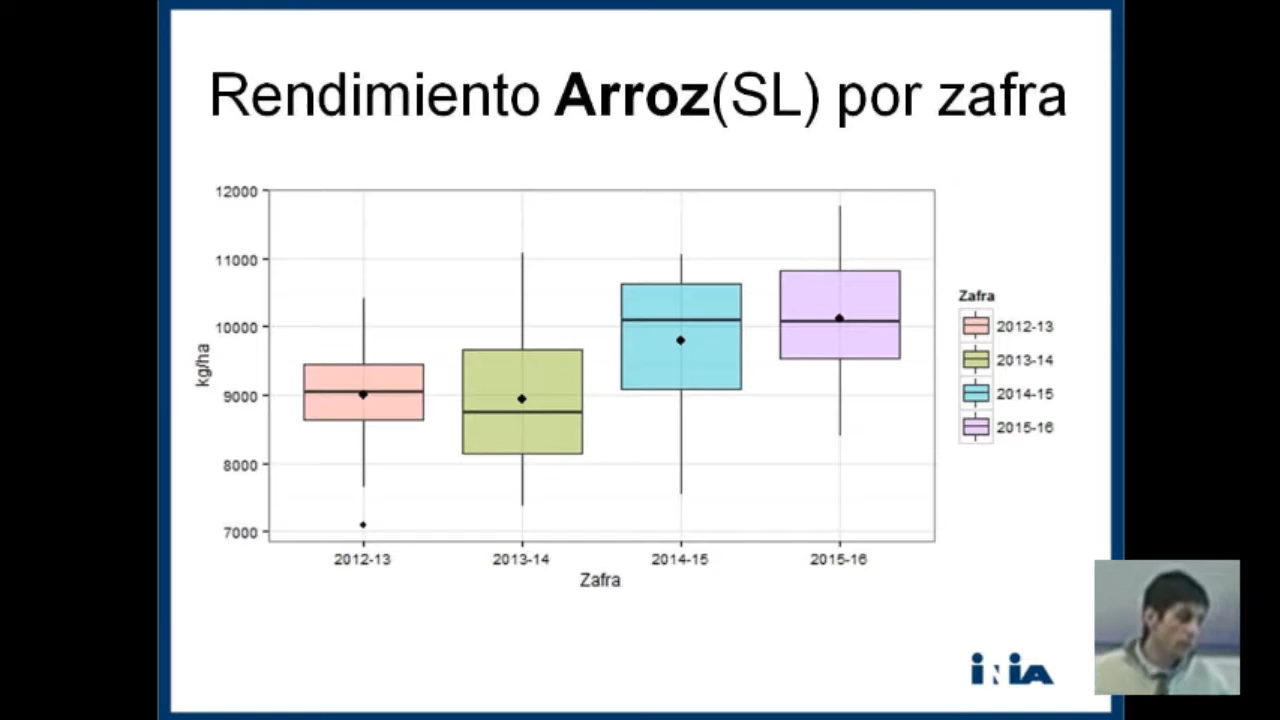 Rendimiento Arroz(SL) por zafra
12000
11000
10000
9000
8000
7000
kg/ha
2012-13
2013-14
2014-15
2015-16
Zafra
Zafra
2012-13
2013-14
2014-15
2015-16
iNiA